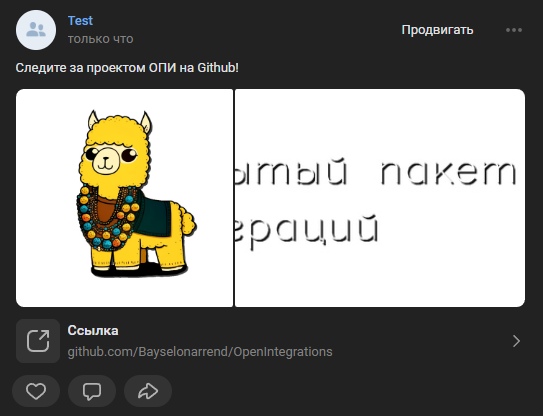 Test
только что
Продвигать
Следите за проектом ОПИ на Github!
ытый пакет
ераций
Ссылка
github.com/Bayselonarrend/OpenIntegrations